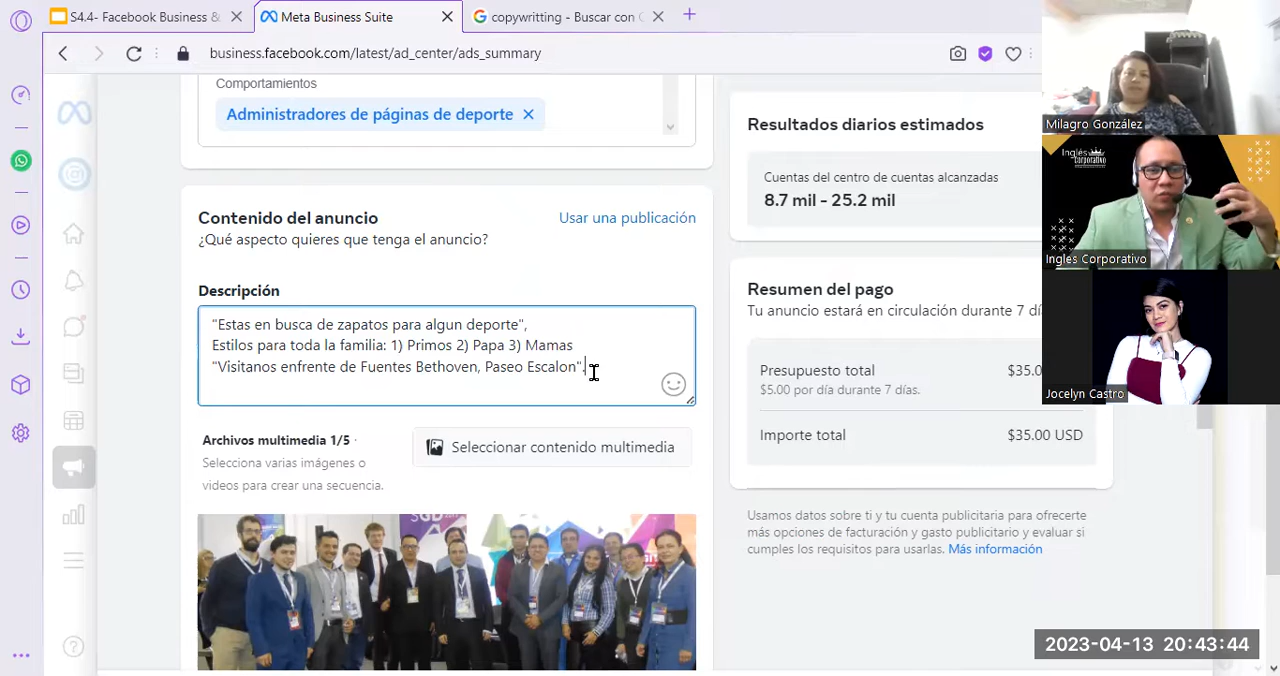 S4.4- Facebook Business &
Meta Business Suite
copywritting - Buscar con
business.facebook.com/latest/ad_center/ads_summary
Comportamientos
Administradores de páginas de deporte
Contenido del anuncio
Usar una publicación
¿Qué aspecto quieres que tenga el anuncio?
Descripción
"Estas en busca de zapatos para algun deporte",
Estilos para toda la familia: 1) Primo 2) Papa 3) Mamas
"Visitanos enfrente de Fuentes Bethoven, Paseo Escalon".
Archivos multimedia 1/5 ·
Selecciona varias imágenes o
videos para crear una secuencia.
Seleccionar contenido multimedia
Resultados diarios estimados
Cuentas del centro de cuentas alcanzadas
8.7 mil - 25.2 mil
Resumen del pago
Tu anuncio estará en circulación durante 7 dí
Presupuesto total
$35.0
$5.00 por día durante 7 días.
Importe total
$35.00 USD
Usamos datos sobre ti y tu cuenta publicitaria para ofrecerte
más opciones de facturación y gasto publicitario y evaluar si
cumples los requisitos para usarlas. Más información
Milagro González
Inglés
Corporativo
Ingles Corporativo
Jocelyn Castro
2023-04-13 20:43:44